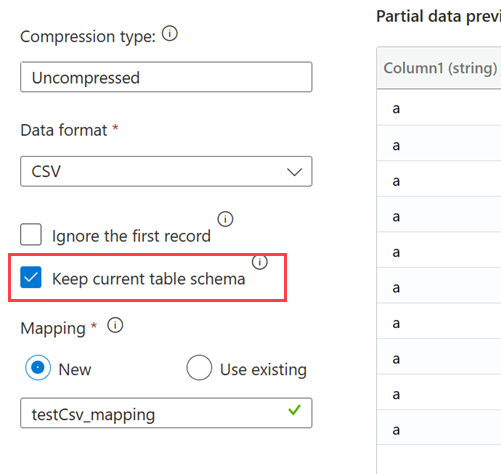 Compression type:
Uncompressed
Data format *
CSV
Ignore the first record
Keep current table schema
Mapping *
New
Use existing
testCsv_mapping
Partial data previ
Column1 (string)
a
a
a
a
a
a
a
a
a
a